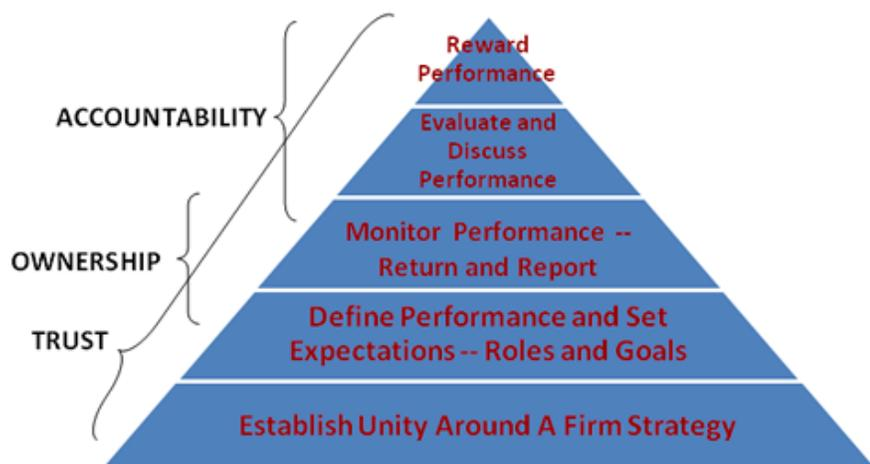 Reward
Performance
ACCOUNTABILITY
Evaluate and
Discuss
Performance
Monitor Performance --
Return and Report
OWNERSHIP
Define Performance and Set
Expectations -- Roles and Goals
TRUST
Establish Unity Around A Firm Strategy